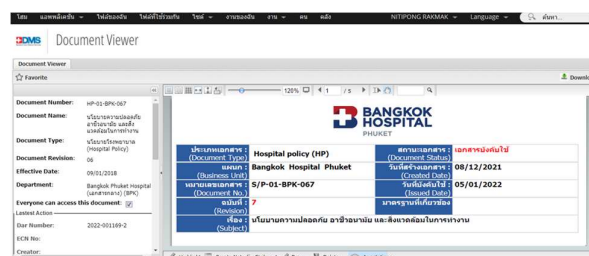 โฮม แอพพลิเคชั่น ไฟล์ของฉัน ไฟล์ที่ใช้ร่วมกัน ไซต์ งานของฉัน งาน คน คลัง NITIPONG RAKMAK Language ค้นหา...
BDMS Document Viewer
Document Viewer
Favorite Downlo
120% 1 / 5
Document Number: HP-01-BPK-067
Document Name: นโยบายความปลอดภัย อาชีวอนามัย และสิ่งแวดล้อมในการทำงาน
Document Type: นโยบายโรงพยาบาล (Hospital Policy)
Document Revision: 06
Effective Date: 09/01/2018
Department: Bangkok Phuket Hospital (เอกสารกลาง) (BPK)
Everyone can access this document:
Lastest Action
Dar Number: 2022-001169-2
ECN No:
Creator:
BANGKOK
HOSPITAL
PHUKET
ประเภทเอกสาร : Hospital policy (HP) สถานะเอกสาร : เอกสารบังคับใช้
(Document Type) (Document Status)
แผนก : Bangkok Hospital Phuket วันที่สร้างเอกสาร : 08/12/2021
(Business Unit) (Created Date)
หมายเลขเอกสาร : S/P-01-BPK-067 วันที่บังคับใช้ : 05/01/2022
(Document No.) (Issued Date)
ฉบับที่ : 7 มาตรฐานที่เกี่ยวข้อง
(Revision)
เรื่อง : นโยบายความปลอดภัย อาชีวอนามัย และสิ่งแวดล้อมในการทำงาน
(Subject)